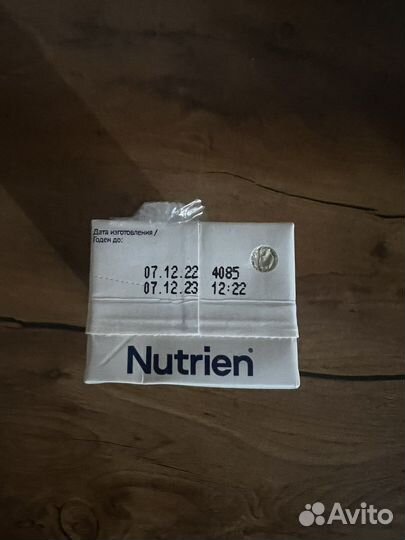 Дата изготовления /
Годен до:
07.12.22 4085
07.12.23 12:22
Nutrien®
Avito